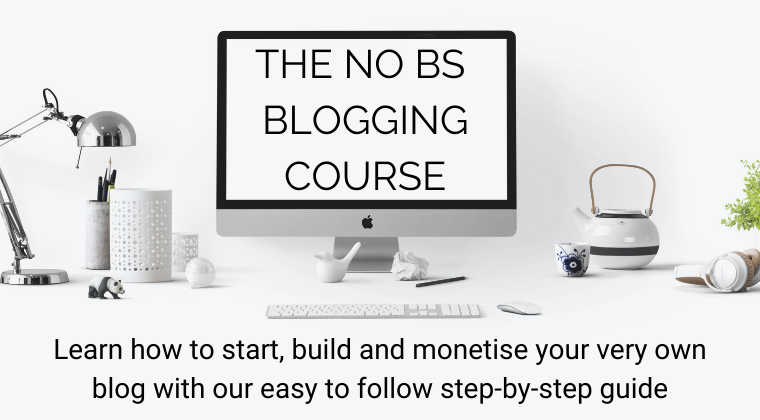 THE NO BS
BLOGGING
COURSE
Learn how to start, build and monetise your very own
blog with our easy to follow step-by-step guide